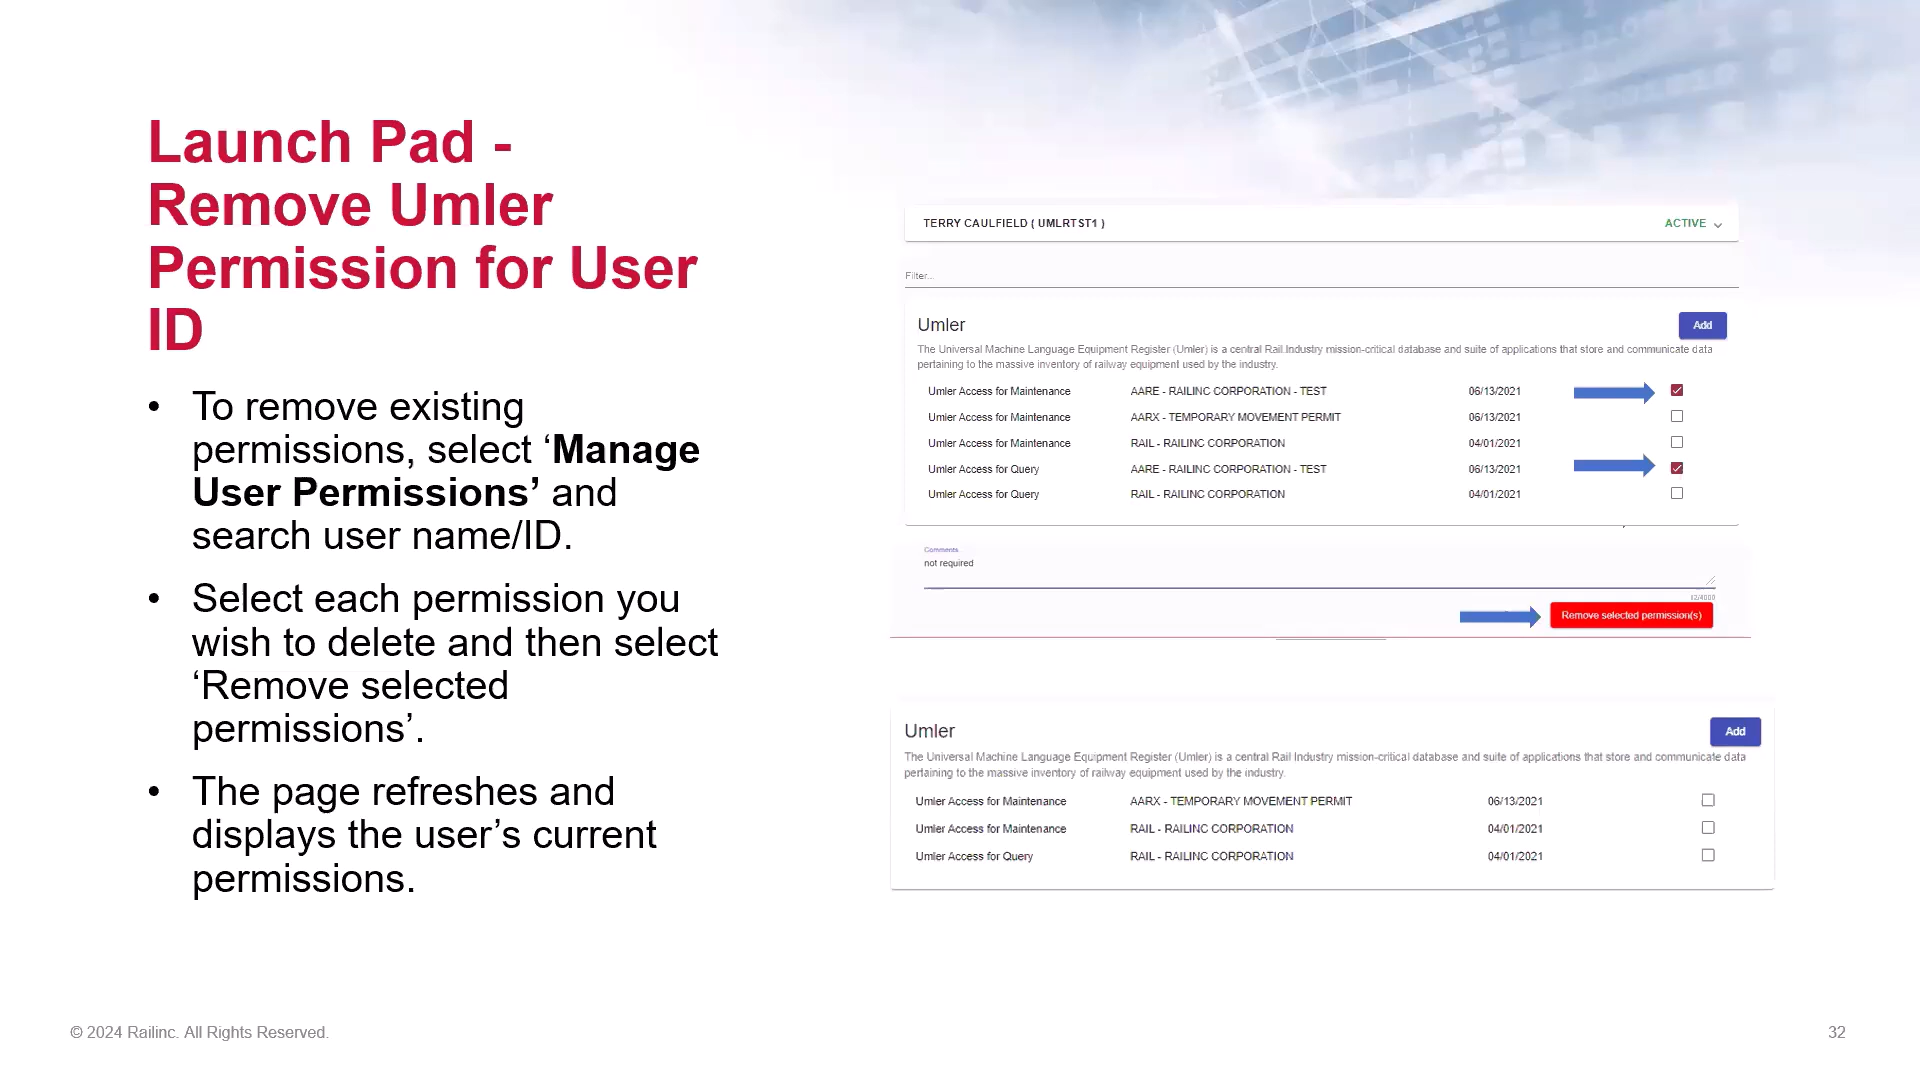 Launch Pad -
Remove Umler
Permission for User
ID
• To remove existing
permissions, select ‘Manage
User Permissions’ and
search user name/ID.
• Select each permission you
wish to delete and then select
‘Remove selected
permissions’.
• The page refreshes and
displays the user’s current
permissions.
TERRY CAULFIELD ( UMLRTST1 ) ACTIVE
Filter...
Umler Add
The Universal Machine Language Equipment Register (Umler) is a central Rail Industry mission-critical database and suite of applications that store and communicate data
pertaining to the massive inventory of railway equipment used by the industry.
Umler Access for Maintenance AARE - RAILINC CORPORATION - TEST 06/13/2021
Umler Access for Maintenance AARX - TEMPORARY MOVEMENT PERMIT 06/13/2021
Umler Access for Maintenance RAIL - RAILINC CORPORATION 04/01/2021
Umler Access for Query AARE - RAILINC CORPORATION - TEST 06/13/2021
Umler Access for Query RAIL - RAILINC CORPORATION 04/01/2021
Comments
not required
12/4000
Remove selected permission(s)
Umler Add
The Universal Machine Language Equipment Register (Umler) is a central Rail Industry mission-critical database and suite of applications that store and communicate data
pertaining to the massive inventory of railway equipment used by the industry.
Umler Access for Maintenance AARX - TEMPORARY MOVEMENT PERMIT 06/13/2021
Umler Access for Maintenance RAIL - RAILINC CORPORATION 04/01/2021
Umler Access for Query RAIL - RAILINC CORPORATION 04/01/2021
© 2024 Railinc. All Rights Reserved. 32